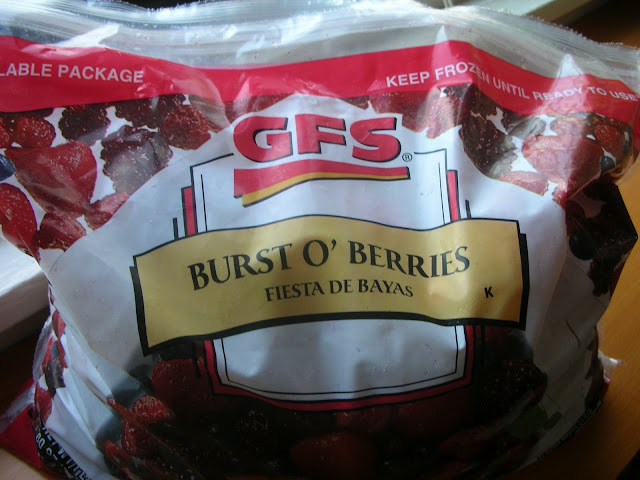 LABLE PACKAGE
KEEP FROZEN UNTIL READY TO USE
GFS®
BURST O' BERRIES
FIESTA DE BAYAS
K